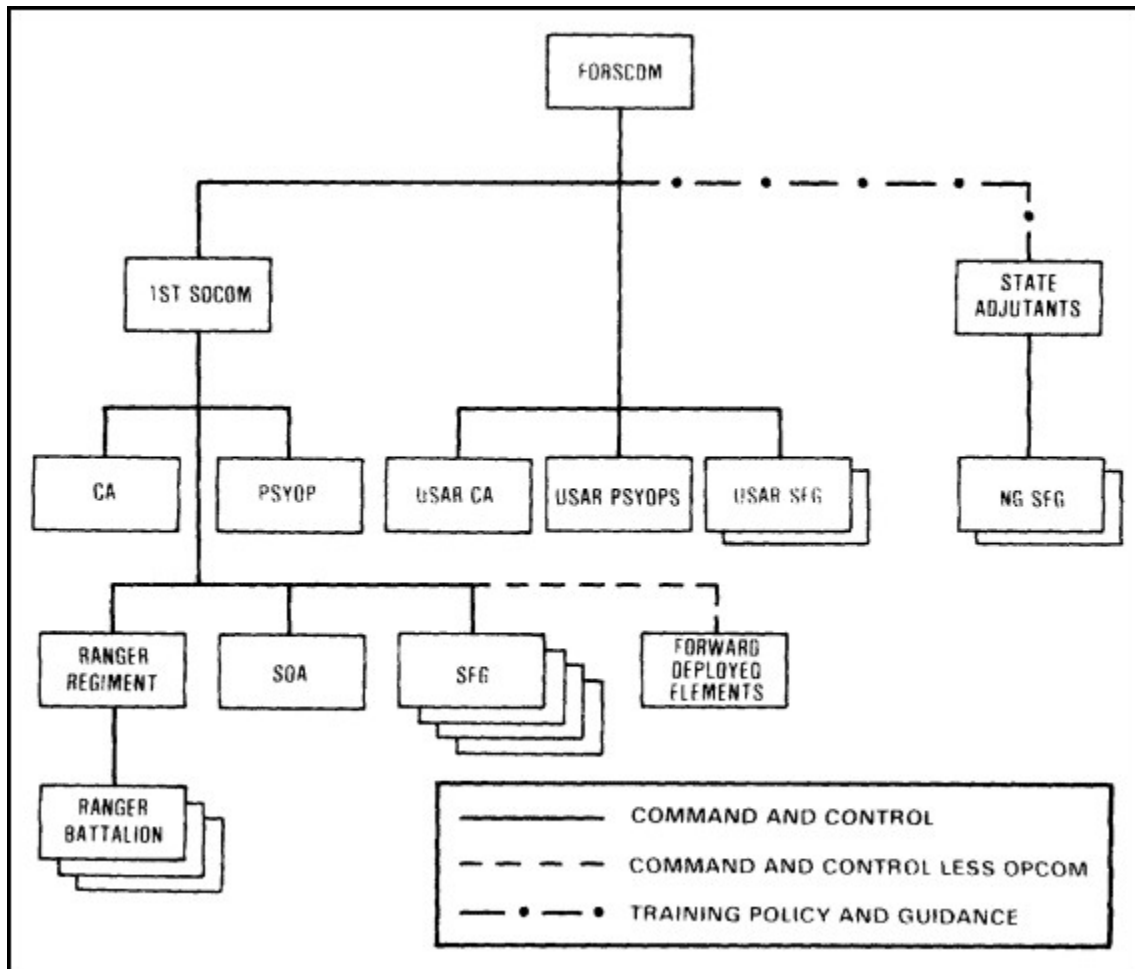 FORSCOM
1ST SOCOM
STATE
ADJUTANTS
CA
PSYOP
USAR CA
USAR PSYOPS
USAR SFG
NG SFG
RANGER
REGIMENT
SOA
SFG
FORWARD
DEPLOYED
ELEMENTS
RANGER
BATTALION
COMMAND AND CONTROL
COMMAND AND CONTROL LESS OPCOM
TRAINING POLICY AND GUIDANCE